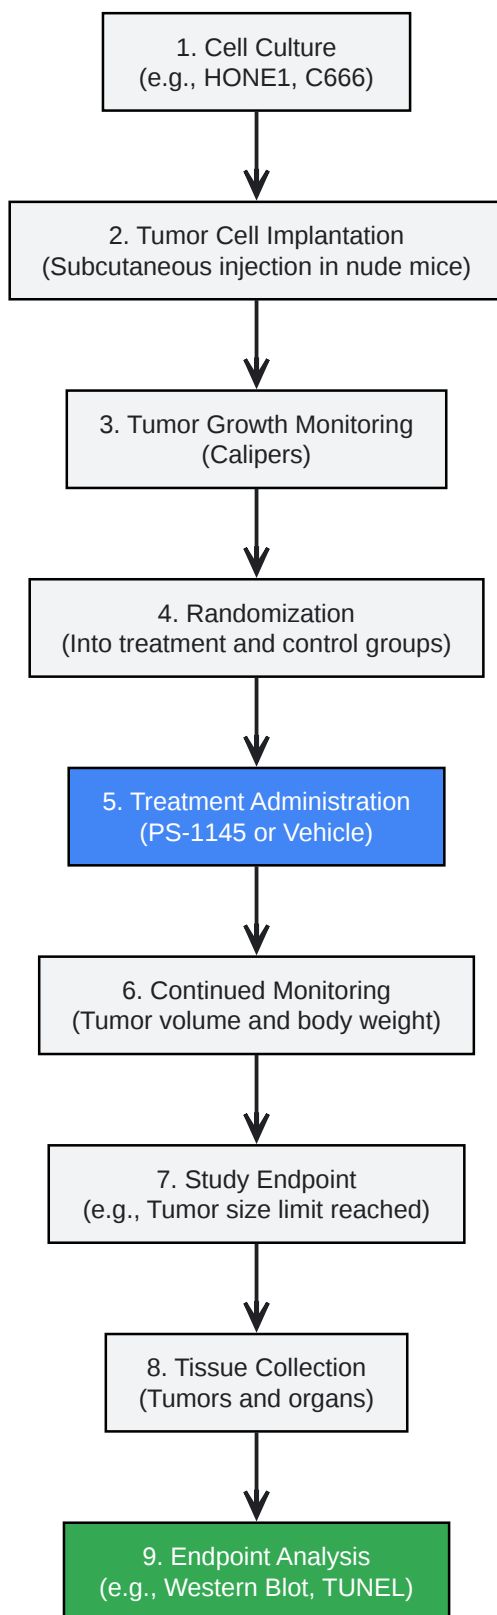 1. Cell Culture
(e.g., HONE1, C666)
2. Tumor Cell Implantation
(Subcutaneous injection in nude mice)
3. Tumor Growth Monitoring
(Calipers)
4. Randomization
(Into treatment and control groups)
5. Treatment Administration
(PS-1145 or Vehicle)
6. Continued Monitoring
(Tumor volume and body weight)
7. Study Endpoint
(e.g., Tumor size limit reached)
8. Tissue Collection
(Tumors and organs)
9. Endpoint Analysis
(e.g., Western Blot, TUNEL)